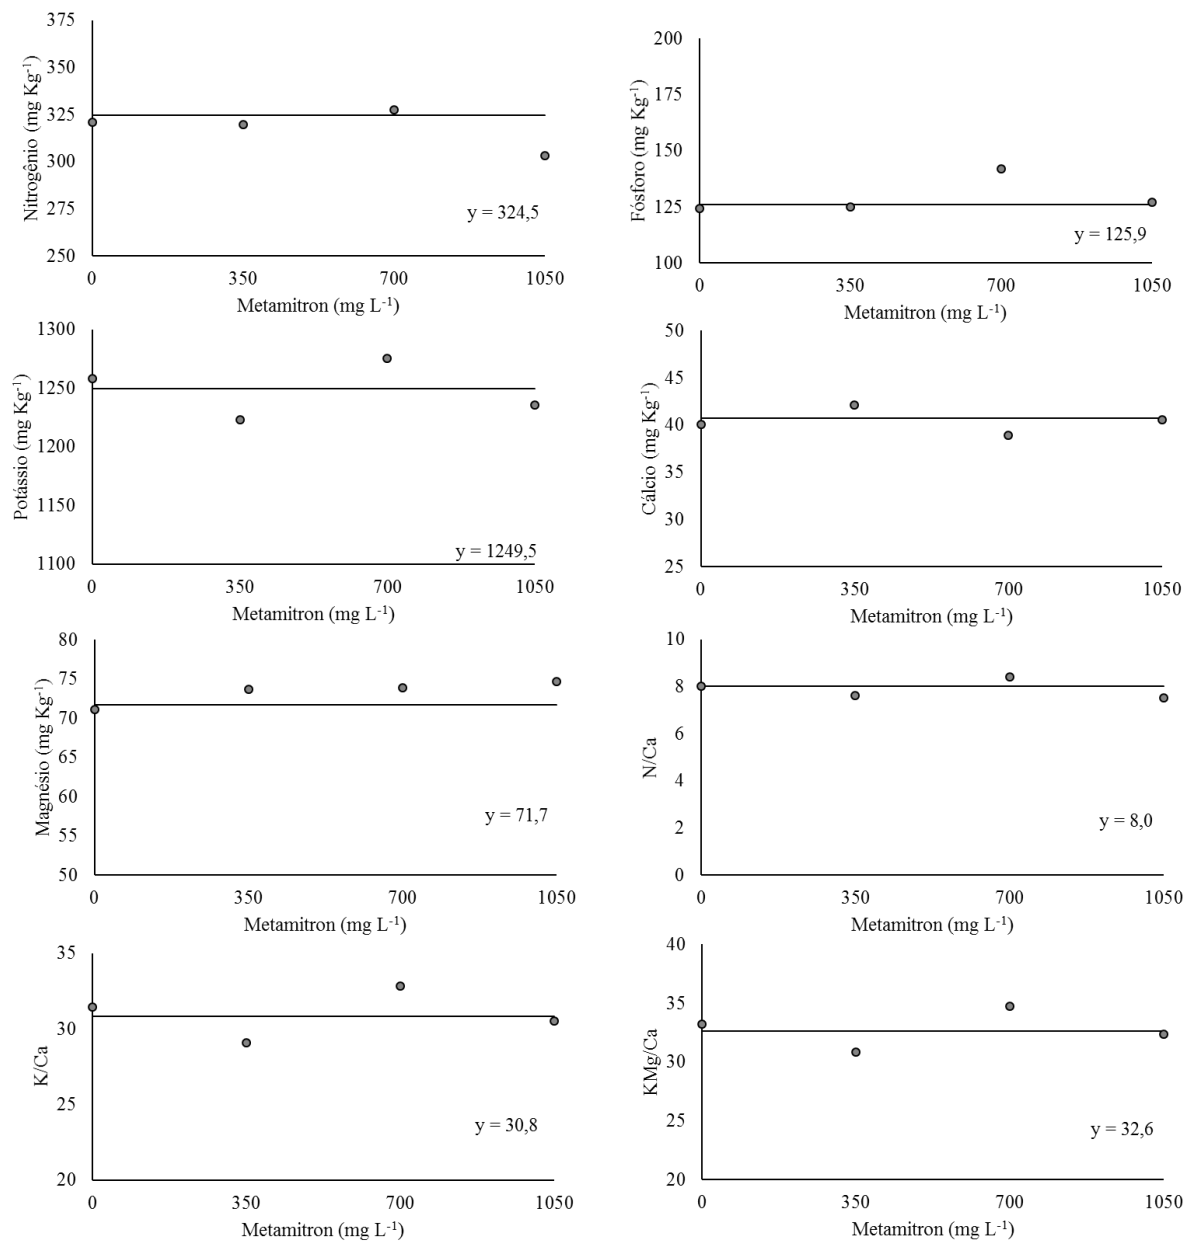 375
350
325
300
275
250
Nitrogênio (mg Kg⁻¹)
y = 324,5
0 350 700 1050
Metamitron (mg L⁻¹)
200
175
150
125
100
Fósforo (mg Kg⁻¹)
y = 125,9
0 350 700 1050
Metamitron (mg L⁻¹)
1300
1250
1200
1150
1100
Potássio (mg Kg⁻¹)
y = 1249,5
0 350 700 1050
Metamitron (mg L⁻¹)
50
45
40
35
30
25
Cálcio (mg Kg⁻¹)
0 350 700 1050
Metamitron (mg L⁻¹)
80
75
70
65
60
55
50
Magnésio (mg Kg⁻¹)
y = 71,7
0 350 700 1050
Metamitron (mg L⁻¹)
10
8
6
4
2
0
N/Ca
y = 8,0
0 350 700 1050
Metamitron (mg L⁻¹)
35
30
25
20
K/Ca
y = 30,8
0 350 700 1050
Metamitron (mg L⁻¹)
40
35
30
25
20
KMg/Ca
y = 32,6
0 350 700 1050
Metamitron (mg L⁻¹)